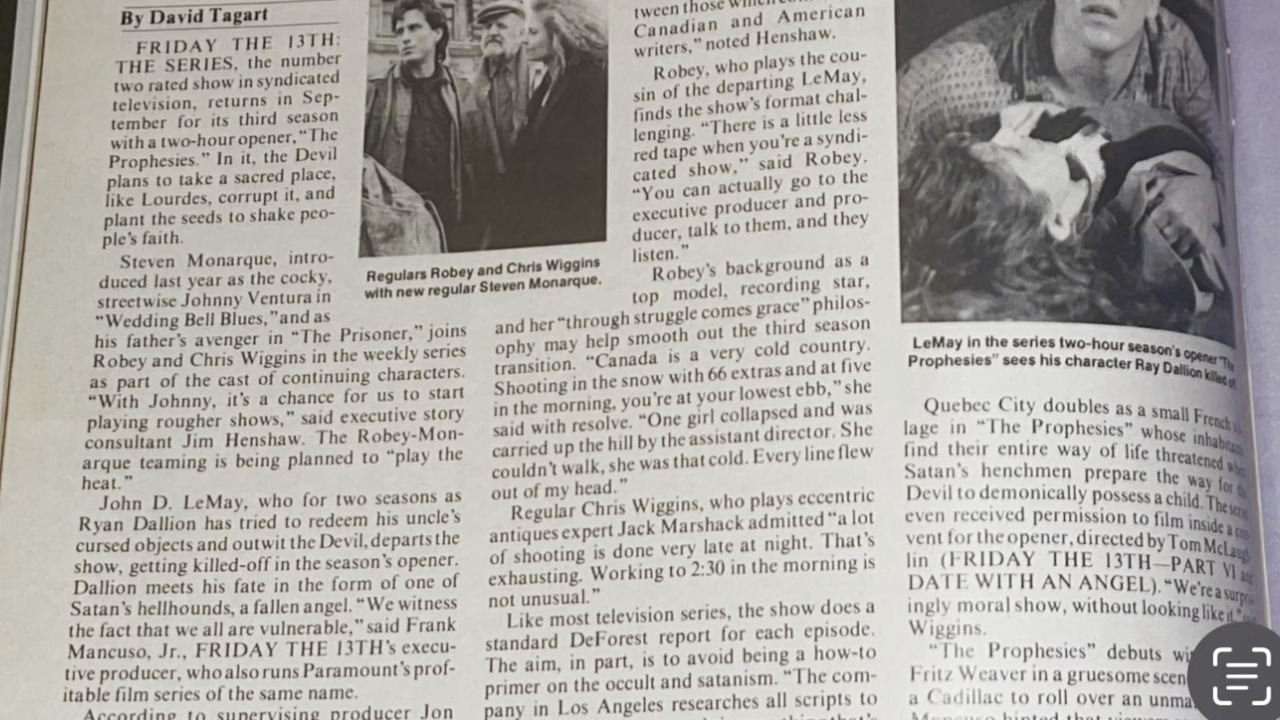 By David Tagart
FRIDAY THE 13TH:
THE SERIES, the number
two rated show in syndicated
television, returns in Sep-
tember for its third season
with a two-hour opener, “The
Prophesies.” In it, the Devil
plans to take a sacred place,
like Lourdes, corrupt it, and
plant the seeds to shake peo-
ple’s faith.
Steven Monarque, intro-
duced last year as the cocky,
streetwise Johnny Ventura in
“Wedding Bell Blues,”and as
his father’s avenger in “The Prisoner,” joins
Robey and Chris Wiggins in the weekly series
as part of the cast of continuing characters.
“With Johnny, it’s a chance for us to start
playing rougher shows,” said executive story
consultant Jim Henshaw. The Robey-Mon-
arque teaming is being planned to “play the
heat.”
John D. LeMay, who for two seasons as
Ryan Dallion has tried to redeem his uncle’s
cursed objects and outwit the Devil, departs the
show, getting killed-off in the season’s opener.
Dallion meets his fate in the form of one of
Satan’s hellhounds, a fallen angel. “We witness
the fact that we all are vulnerable,” said Frank
Mancuso, Jr., FRIDAY THE 13TH’s execu-
tive producer, who also runs Paramount’s prof-
itable film series of the same name.
According to supervising producer Jon
Regulars Robey and Chris Wiggins
with new regular Steven Monarque.
tween those which
Canadian and American
writers,” noted Henshaw.
Robey, who plays the cou-
sin of the departing LeMay,
finds the show’s format chal-
lenging. “There is a little less
red tape when you’re a syndi-
cated show,” said Robey.
“You can actually go to the
executive producer and pro-
ducer, talk to them, and they
listen.”
Robey’s background as a
top model, recording star,
and her “through struggle comes grace” philos-
ophy may help smooth out the third season
transition. “Canada is a very cold country.
Shooting in the snow with 66 extras and at five
in the morning, you’re at your lowest ebb,” she
said with resolve. “One girl collapsed and was
carried up the hill by the assistant director. She
couldn’t walk, she was that cold. Every line flew
out of my head.”
Regular Chris Wiggins, who plays eccentric
antiques expert Jack Marshack admitted “a lot
of shooting is done very late at night. That’s
exhausting. Working to 2:30 in the morning is
not unusual.”
Like most television series, the show does a
standard DeForest report for each episode.
The aim, in part, is to avoid being a how-to
primer on the occult and satanism. “The com-
pany in Los Angeles researches all scripts to
LeMay in the series two-hour season’s opener “The
Prophesies” sees his character Ray Dallion killed
Quebec City doubles as a small French
lage in “The Prophesies” whose
find their entire way of life threatened
Satan’s henchmen prepare the way for
Devil to demonically possess a child. The
even received permission to film inside a
vent for the opener, directed by Tom McLaugh
lin (FRIDAY THE 13TH—PART VI and
DATE WITH AN ANGEL). “We’re a surpr
ingly moral show, without looking like it”
Wiggins.
“The Prophesies” debuts
Fritz Weaver in a gruesome
a Cadillac to roll over an
Mancuso hinted that